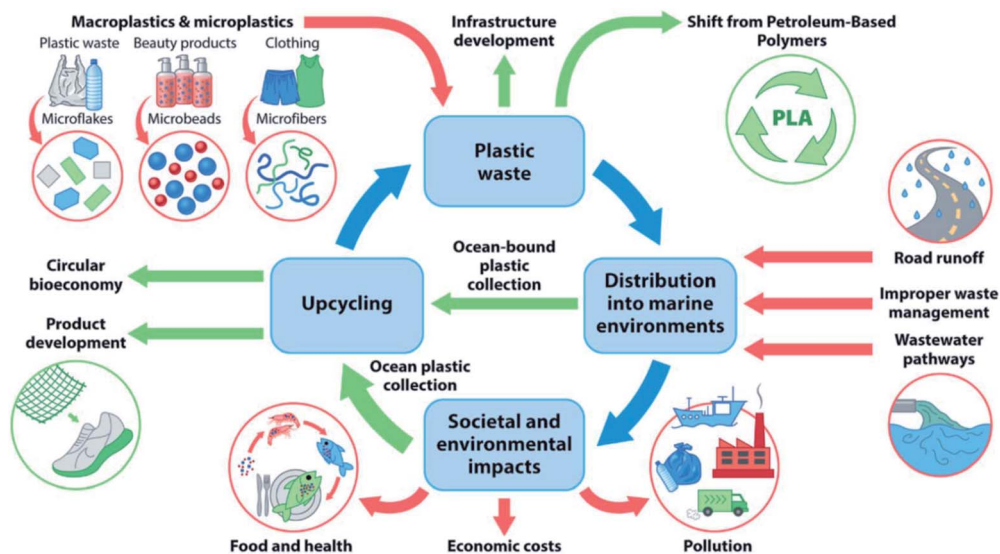 Macroplastics & microplastics
Plastic waste
Beauty products
Clothing
Microflakes
Microbeads
Microfibers
Infrastructure
development
Shift from Petroleum-Based
Polymers
PLA
Plastic
waste
Road runoff
Improper waste
management
Wastewater
pathways
Distribution
into marine
environments
Ocean-bound
plastic
collection
Upcycling
Circular
bioeconomy
Product
development
Ocean plastic
collection
Societal and
environmental
impacts
Food and health
Economic costs
Pollution